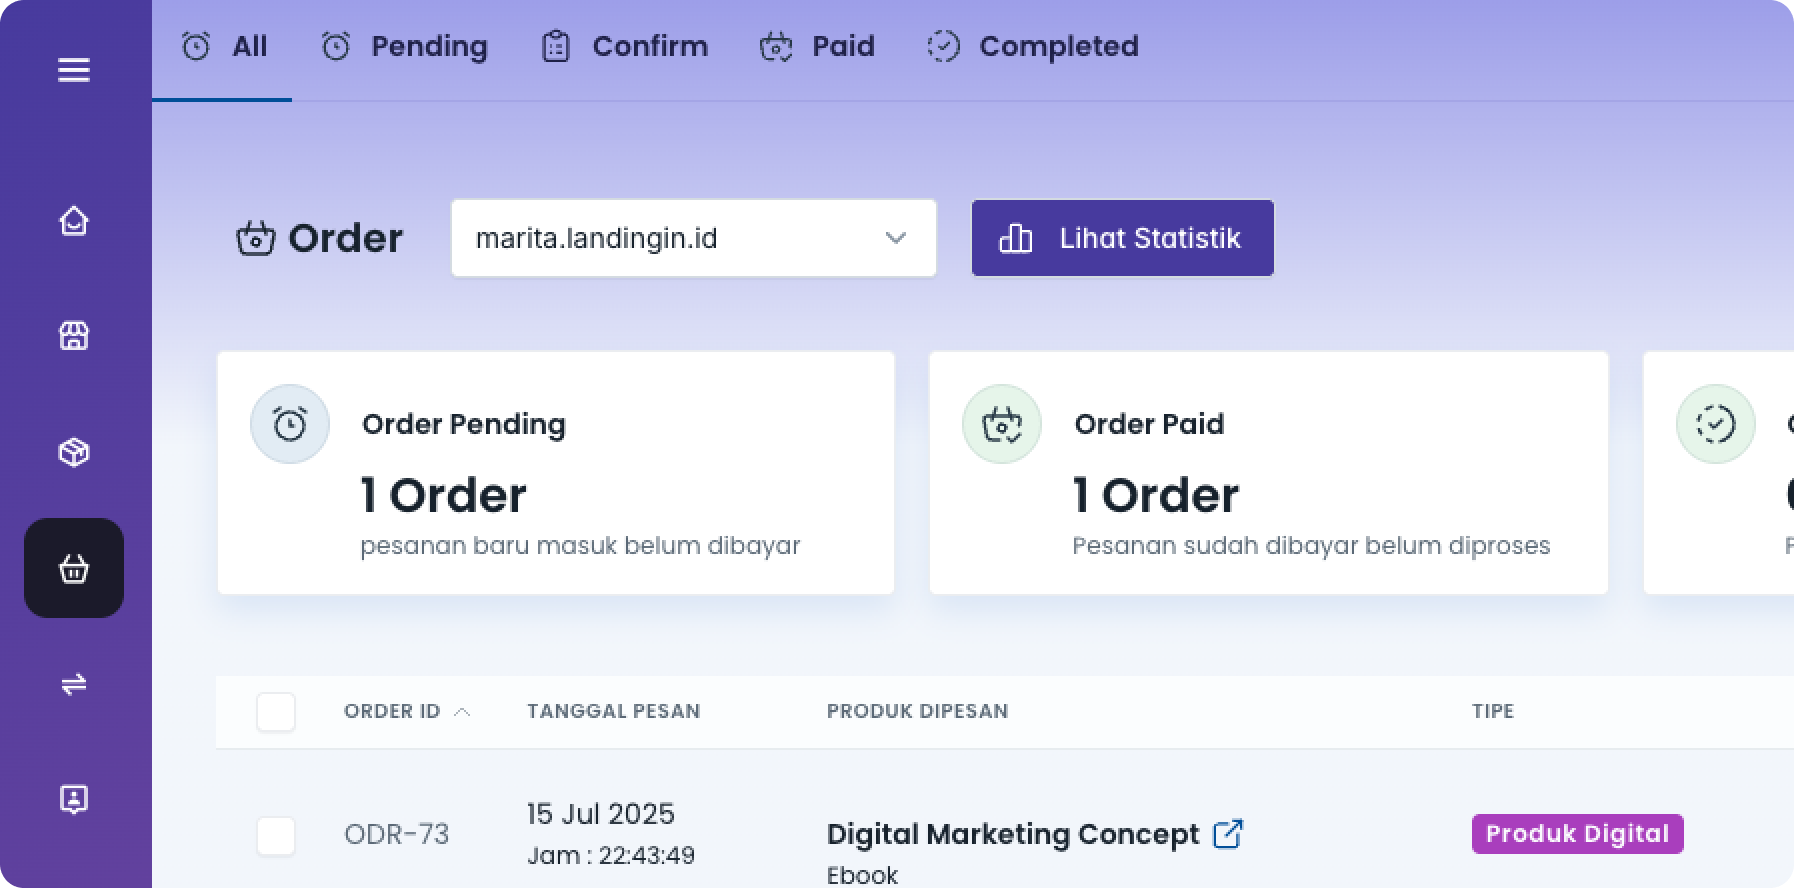 All Pending Confirm Paid Completed
Order marita.landingin.id Lihat Statistik
Order Pending
1 Order
pesanan baru masuk belum dibayar
Order Paid
1 Order
Pesanan sudah dibayar belum diproses
ORDER ID TANGGAL PESAN PRODUK DIPESAN TIPE
ODR-73
15 Jul 2025
Jam : 22:43:49
Digital Marketing Concept
Ebook
Produk Digital